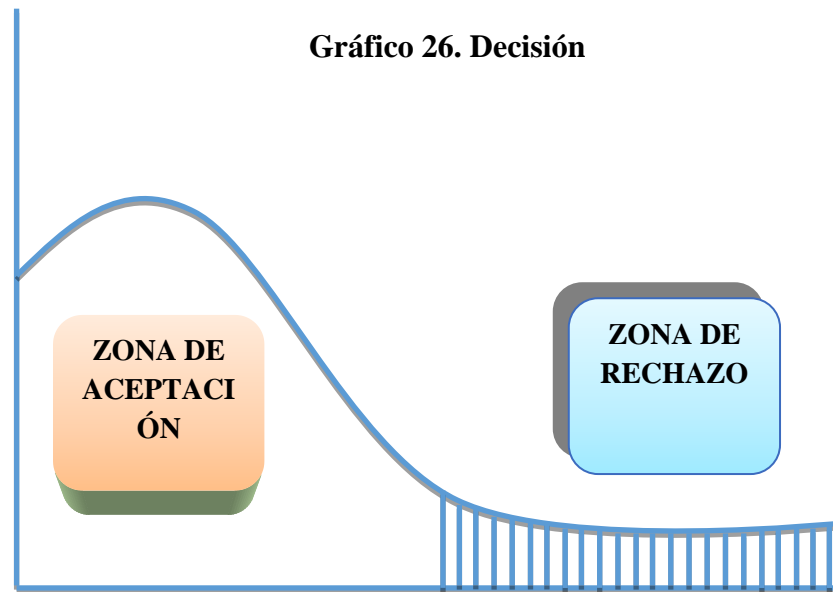 Gráfico 26. Decisión
ZONA DE
ACEPTACI
ÓN
ZONA DE
RECHAZO